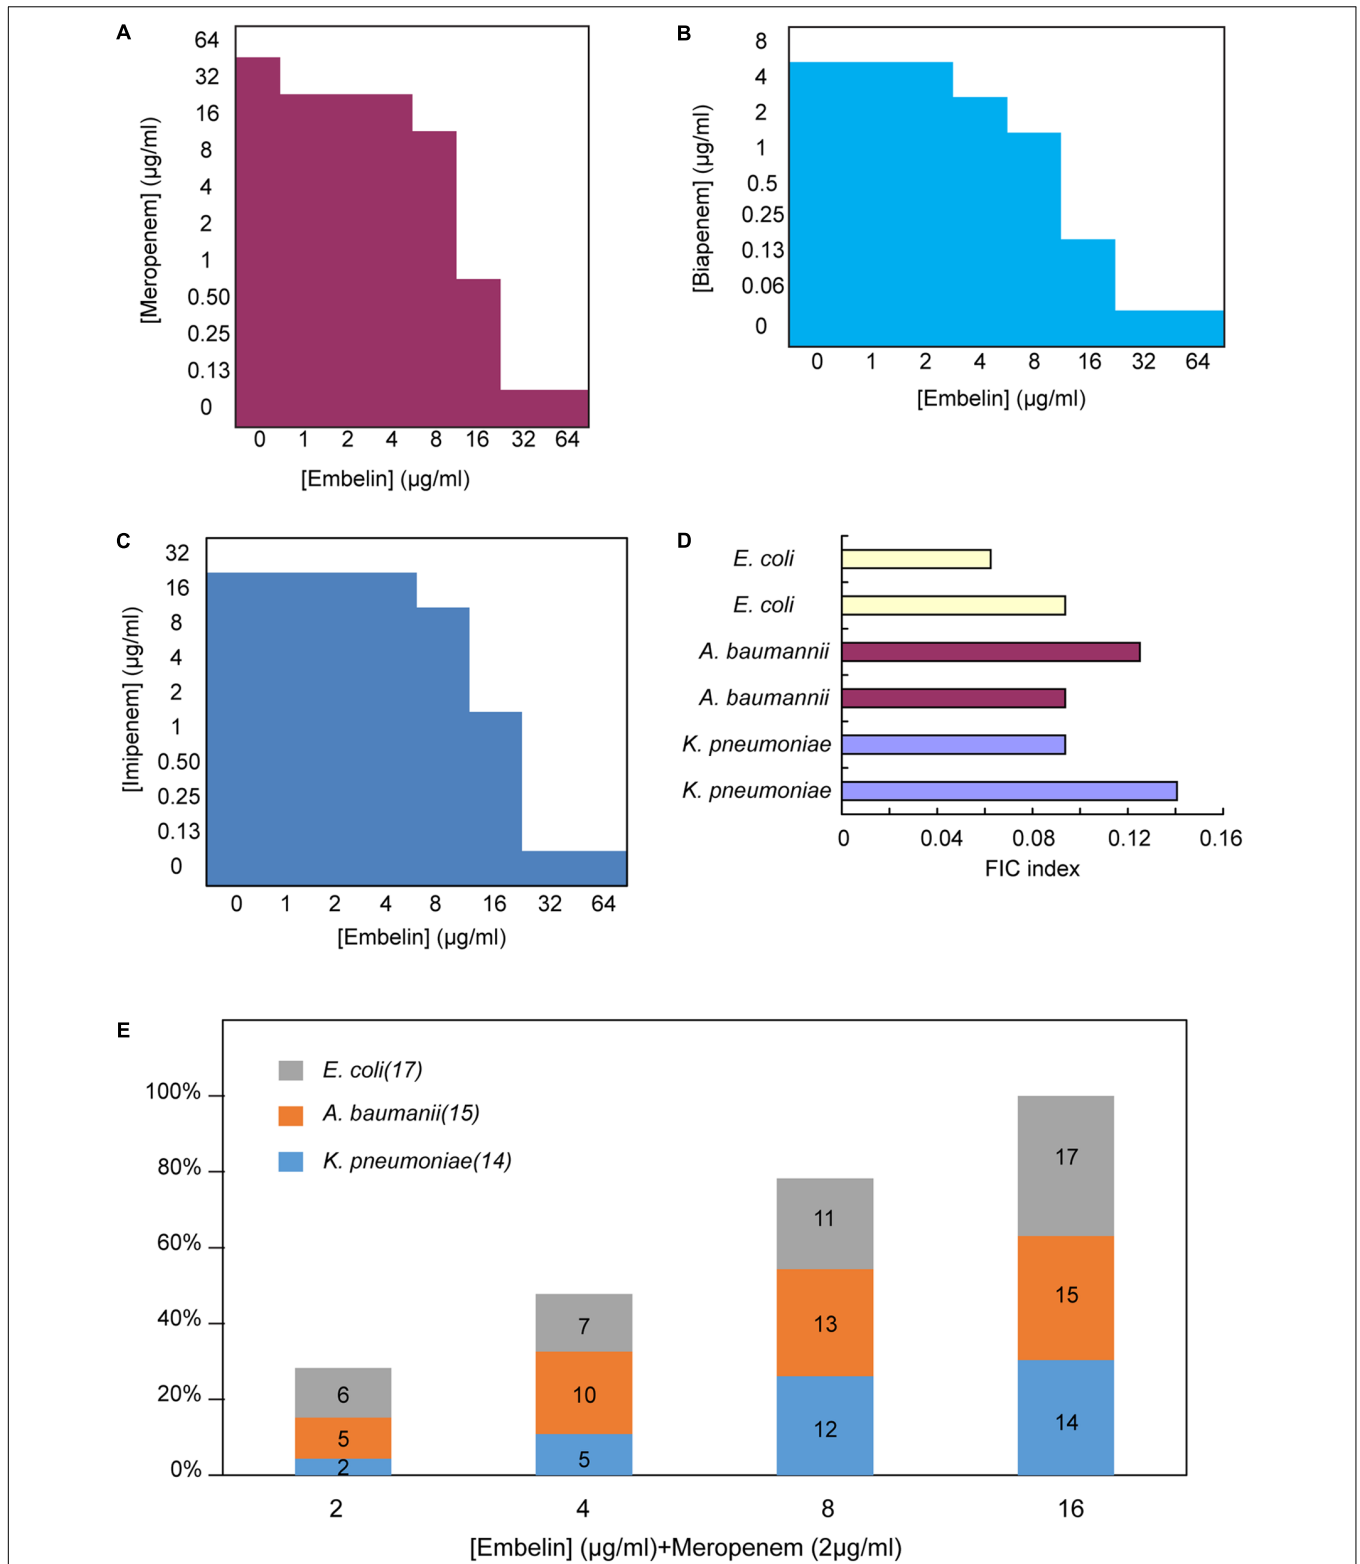 A
[Meropenem] (µg/ml)
64
32
16
8
4
2
1
0.50
0.25
0.13
0
0 1 2 4 8 16 32 64
[Embelin] (µg/ml)
B
[Biapenem] (µg/ml)
8
4
2
1
0.5
0.25
0.13
0.06
0
0 1 2 4 8 16 32 64
[Embelin] (µg/ml)
C
[Imipenem] (µg/ml)
32
16
8
4
2
1
0.50
0.25
0.13
0
0 1 2 4 8 16 32 64
[Embelin] (µg/ml)
D
E. coli
E. coli
A. baumannii
A. baumannii
K. pneumoniae
K. pneumoniae
0 0.04 0.08 0.12 0.16
FIC index
E
E. coli(17)
A. baumanii(15)
K. pneumoniae(14)
100%
80%
60%
40%
20%
0%
6
5
2
7
10
5
11
13
12
17
15
14
2 4 8 16
[Embelin] (µg/ml)+Meropenem (2µg/ml)